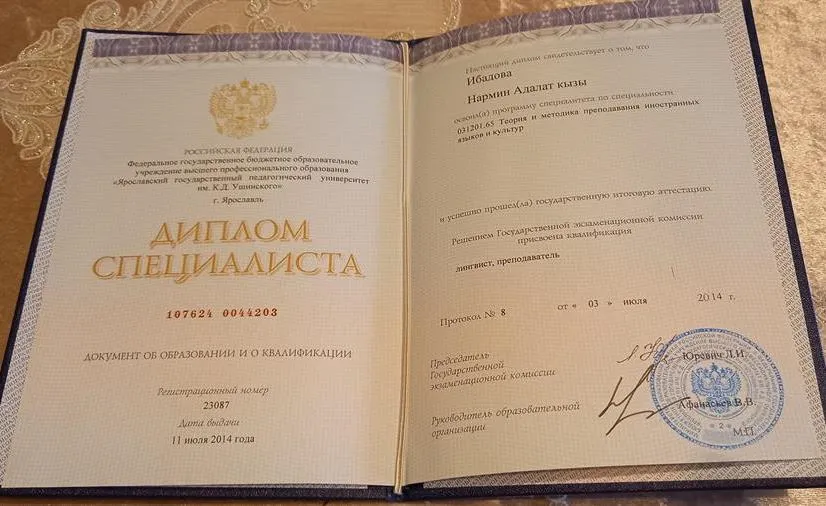 РОССИЙСКАЯ ФЕДЕРАЦИЯ
Федеральное государственное бюджетное образовательное
учреждение высшего профессионального образования
«Ярославский государственный педагогический университет
им. К.Д. Ушинского»
г. Ярославль
ДИПЛОМ
СПЕЦИАЛИСТА
107624 0044203
ДОКУМЕНТ ОБ ОБРАЗОВАНИИ И О КВАЛИФИКАЦИИ
Регистрационный номер
23087
Дата выдачи
11 июля 2014 года
Настоящий диплом свидетельствует о том, что
Ибадова
Нармин Адалат кызы
освоил(а) программу специалитета по специальности
031201.65 Теория и методика преподавания иностранных
языков и культур
и успешно прошел(ла) государственную итоговую аттестацию.
Решением Государственной экзаменационной комиссии
присвоена квалификация
лингвист, преподаватель
Протокол № 8 от « 03 » июля 2014 г.
Председатель
Государственной
экзаменационной комиссии
Юревич Л.И.
Руководитель образовательной
организации
Афанасьев В.В.
2
М.П.